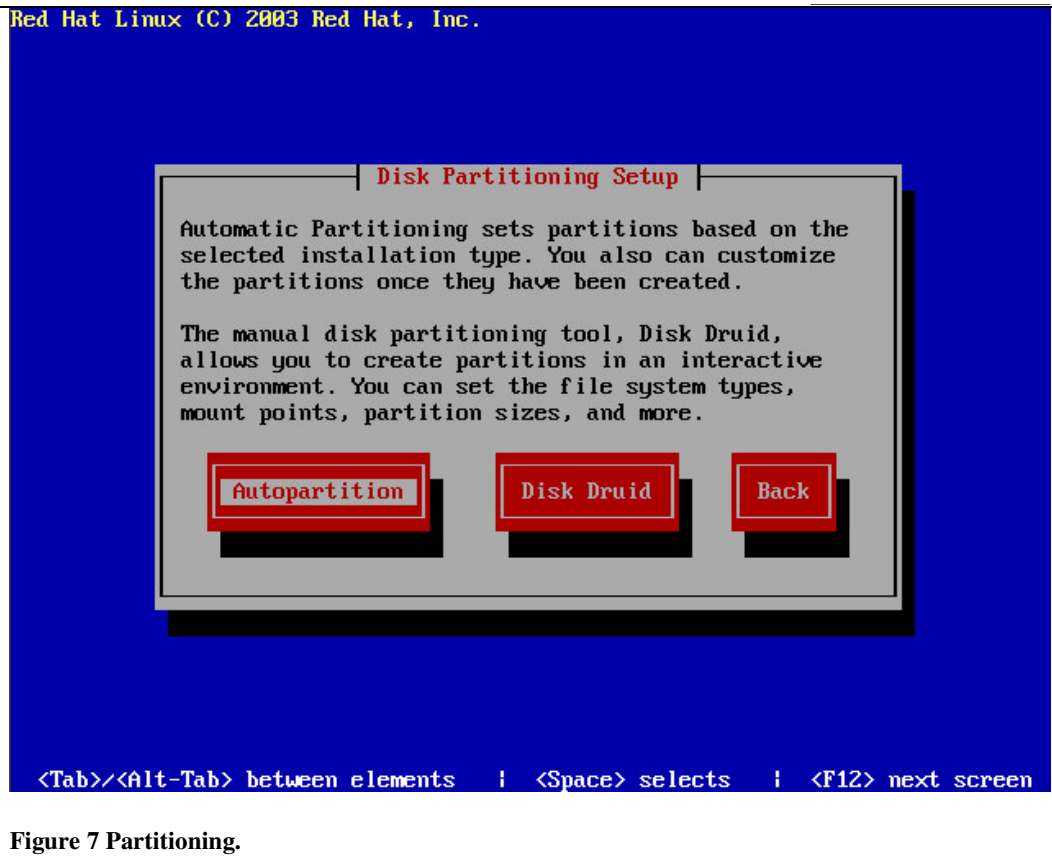 Red Hat Linux (C) 2003 Red Hat, Inc.
Disk Partitioning Setup
Automatic Partitioning sets partitions based on the
selected installation type. You also can customize
the partitions once they have been created.
The manual disk partitioning tool, Disk Druid,
allows you to create partitions in an interactive
environment. You can set the file system types,
mount points, partition sizes, and more.
Autopartition Disk Druid Back
<Tab>/<Alt-Tab> between elements | <Space> selects | <F12> next screen
Figure 7 Partitioning.